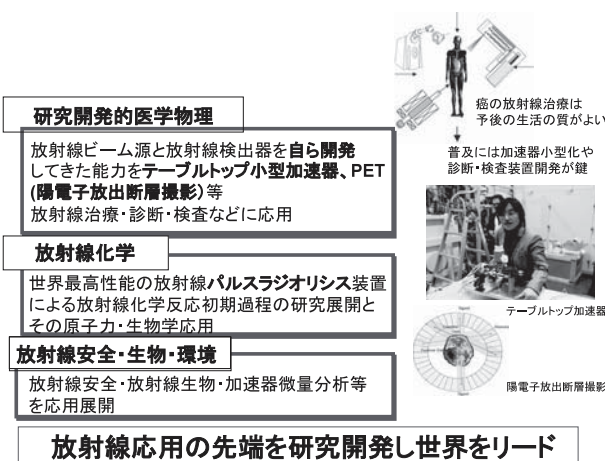 研究開発的医学物理
放射線ビーム源と放射線検出器を自ら開発
してきた能力をテーブルトップ小型加速器、PET
(陽電子放出断層撮影)等
放射線治療・診断・検査などに応用
放射線化学
世界最高性能の放射線パルスラジオリシス装置
による放射線化学反応初期過程の研究展開と
その原子力・生物学応用
放射線安全・生物・環境
放射線安全・放射線生物・加速器微量分析等
を応用展開
癌の放射線治療は
予後の生活の質がよい
普及には加速器小型化や
診断・検査装置開発が鍵
テーブルトップ加速器
陽電子放出断層撮影
放射線応用の先端を研究開発し世界をリード